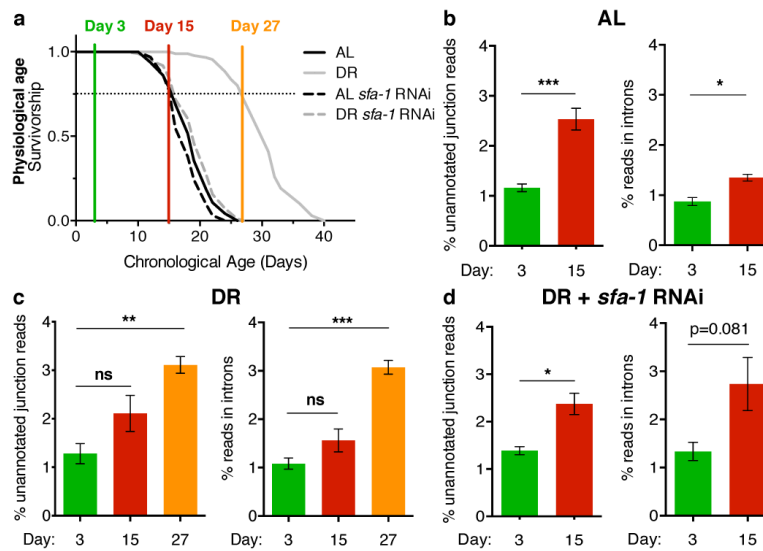 a
Day 3
Day 15
Day 27
Physiological age
Survivorship
1.0
0.5
0.0
0
10
20
30
40
Chronological Age (Days)
AL
DR
AL sfa-1 RNAi
DR sfa-1 RNAi
b
AL
% unannotated junction reads
4
3
2
1
0
***
Day:
3
15
% reads in introns
4
3
2
1
0
*
Day:
3
15
c
DR
% unannotated junction reads
4
3
2
1
0
**
ns
Day:
3
15
27
% reads in introns
4
3
2
1
0
***
ns
Day:
3
15
27
d
DR + sfa-1 RNAi
% unannotated junction reads
4
3
2
1
0
*
Day:
3
15
% reads in introns
4
3
2
1
0
p=0.081
Day:
3
15